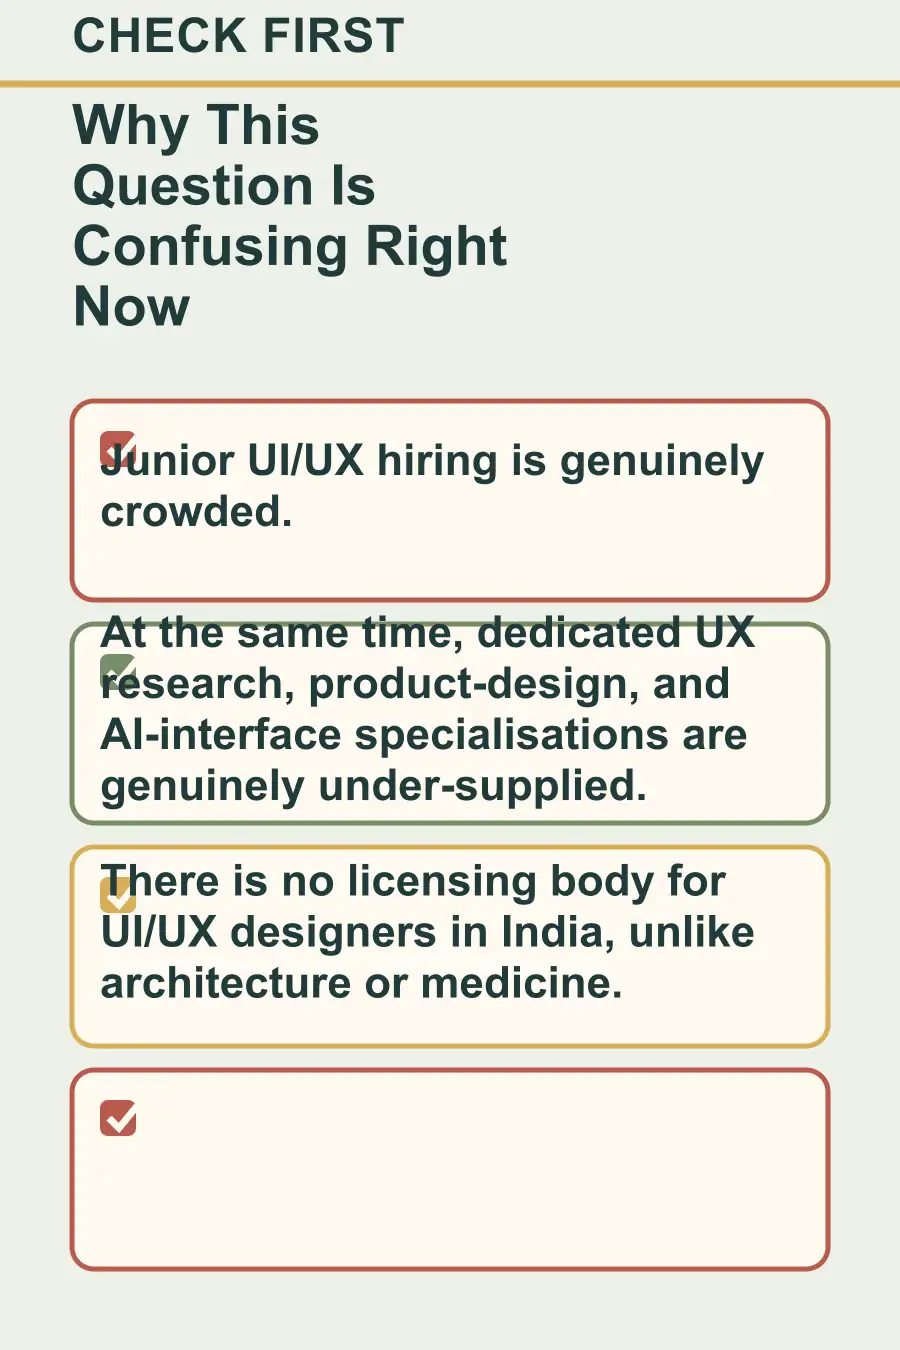 CHECK FIRST
Why This
Question Is
Confusing Right
Now
Junior UI/UX hiring is genuinely
crowded.
At the same time, dedicated UX
research, product-design, and
AI-interface specialisations are
genuinely under-supplied.
There is no licensing body for
UI/UX designers in India, unlike
architecture or medicine.